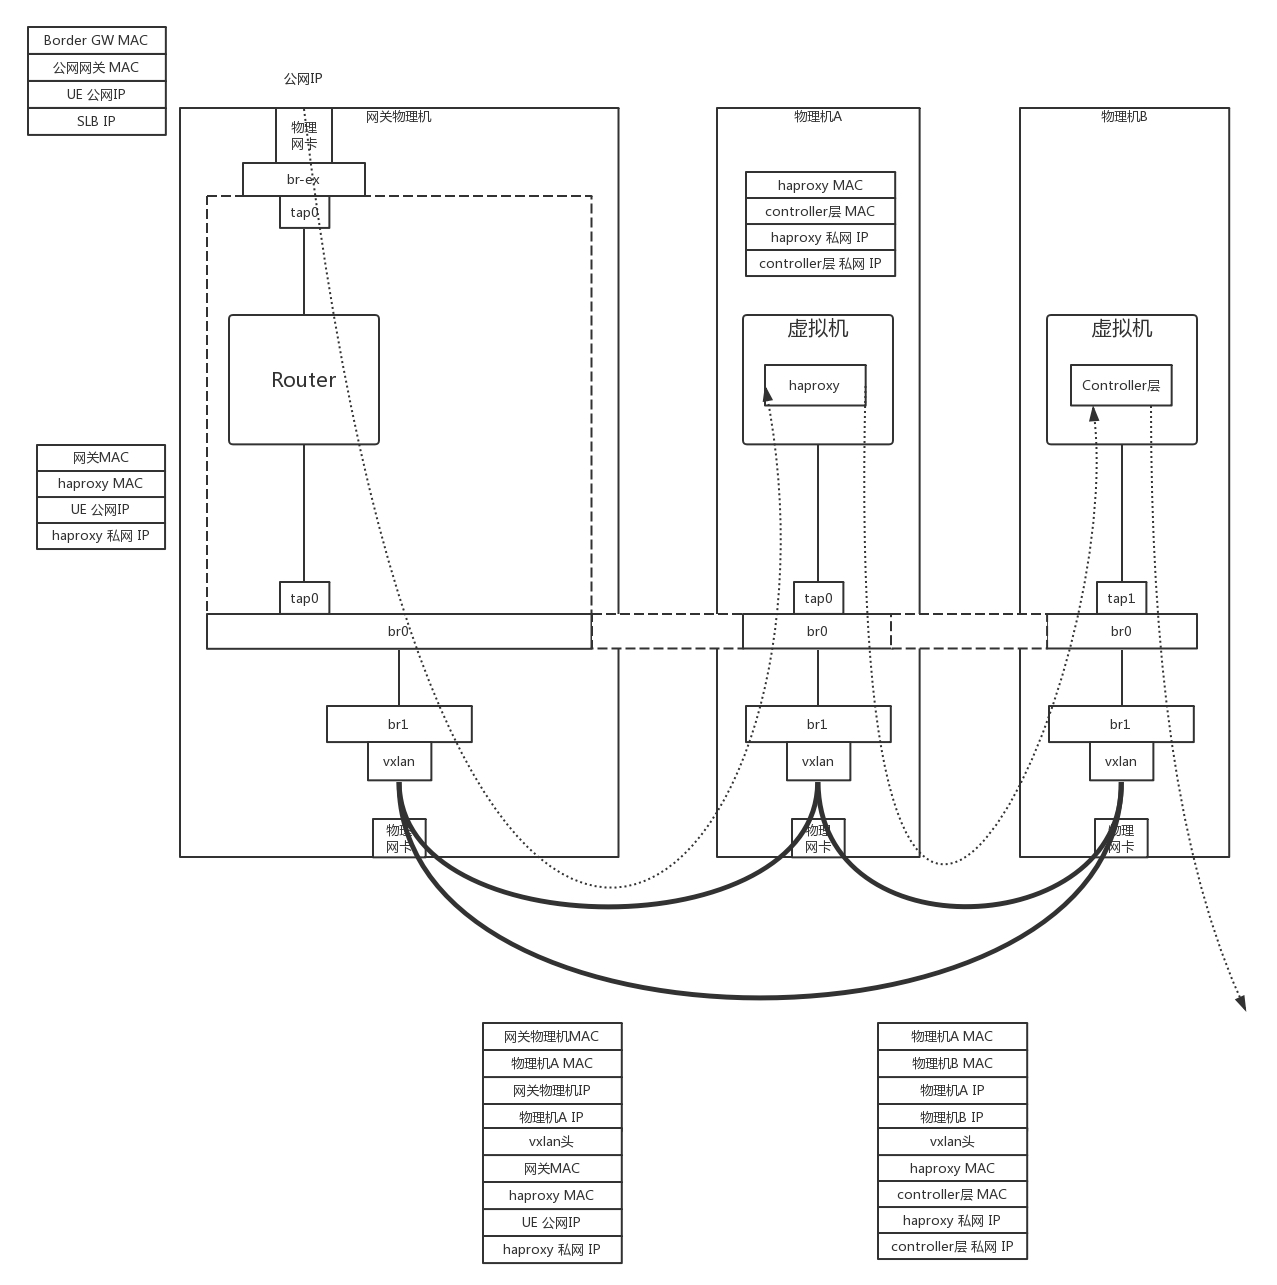 Border GW MAC
公网网关 MAC
UE 公网IP
SLB IP
公网IP
网关物理机
物理
网卡
br-ex
tap0
Router
网关MAC
haproxy MAC
UE 公网IP
haproxy 私网 IP
tap0
br0
br1
vxlan
物理
网卡
物理机A
haproxy MAC
controller层 MAC
haproxy 私网 IP
controller层 私网 IP
虚拟机
haproxy
tap0
br0
br1
vxlan
物理
网卡
物理机B
虚拟机
Controller层
tap1
br0
br1
vxlan
物理
网卡
网关物理机MAC
物理机A MAC
网关物理机IP
物理机A IP
vxlan头
网关MAC
haproxy MAC
UE 公网IP
haproxy 私网 IP
物理机A MAC
物理机B MAC
物理机A IP
物理机B IP
vxlan头
haproxy MAC
controller层 MAC
haproxy 私网 IP
controller层 私网 IP